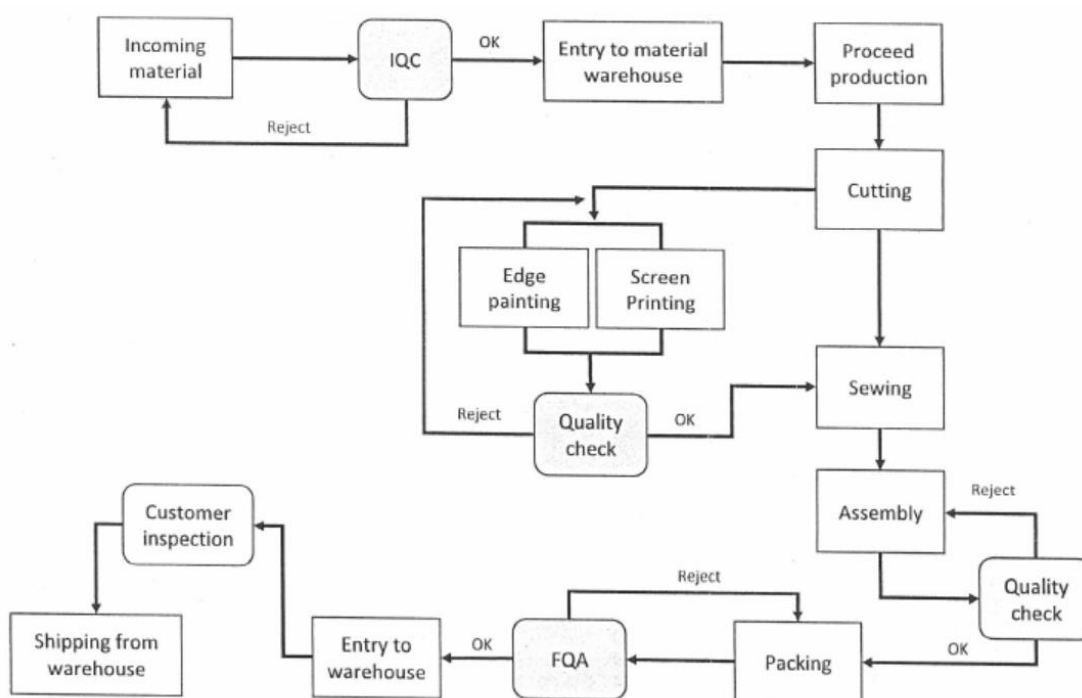 Incoming
material
IQC
OK
Entry to material
warehouse
Proceed
production
Reject
Cutting
Edge
painting
Screen
Printing
Reject
Quality
check
OK
Sewing
Assembly
Reject
Quality
check
OK
Packing
Reject
FQA
OK
Entry to
warehouse
Customer
inspection
Shipping from
warehouse